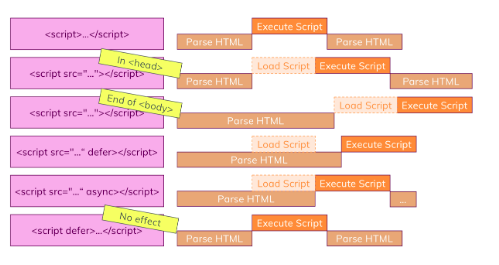 <script>...</script>
Execute Script
Parse HTML
Parse HTML
In <head>
<script src="..."></script>
Load Script
Execute Script
Parse HTML
Parse HTML
End of <body>
<script src="..."></script>
Load Script
Execute Script
Parse HTML
<script src="..." defer></script>
Load Script
Execute Script
Parse HTML
<script src="..." async></script>
Load Script
Execute Script
Parse HTML
...
No effect
<script defer>...</script>
Execute Script
Parse HTML
Parse HTML